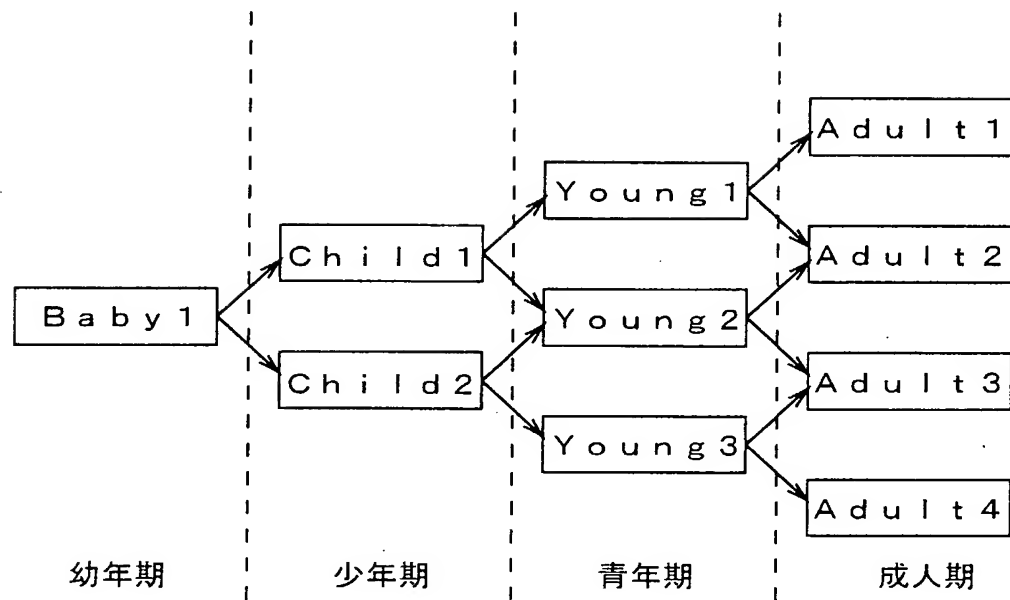 Baby1
Child1
Child2
Young1
Young2
Young3
Adult1
Adult2
Adult3
Adult4
幼年期
少年期
青年期
成人期